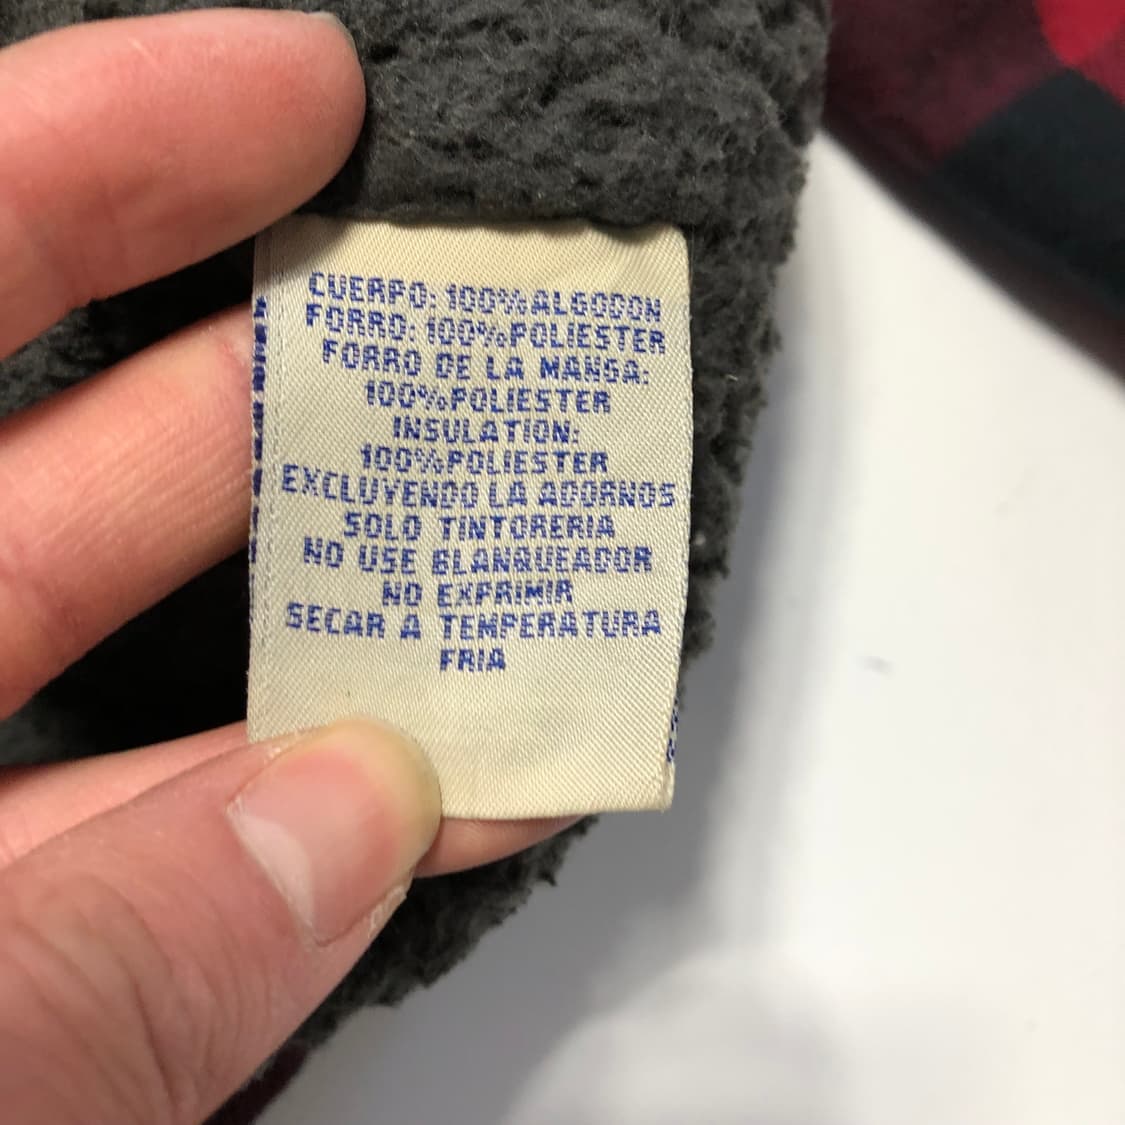 CUERPO: 100%ALGODON
FORRO: 100%POLIESTER
FORRO DE LA MANGA:
100%POLIESTER
INSULATION:
100%POLIESTER
EXCLUYENDO LA ADORNOS
SOLO TINTORERIA
NO USE BLANQUEADOR
NO EXPRIMIR
SECAR A TEMPERATURA
FRIA